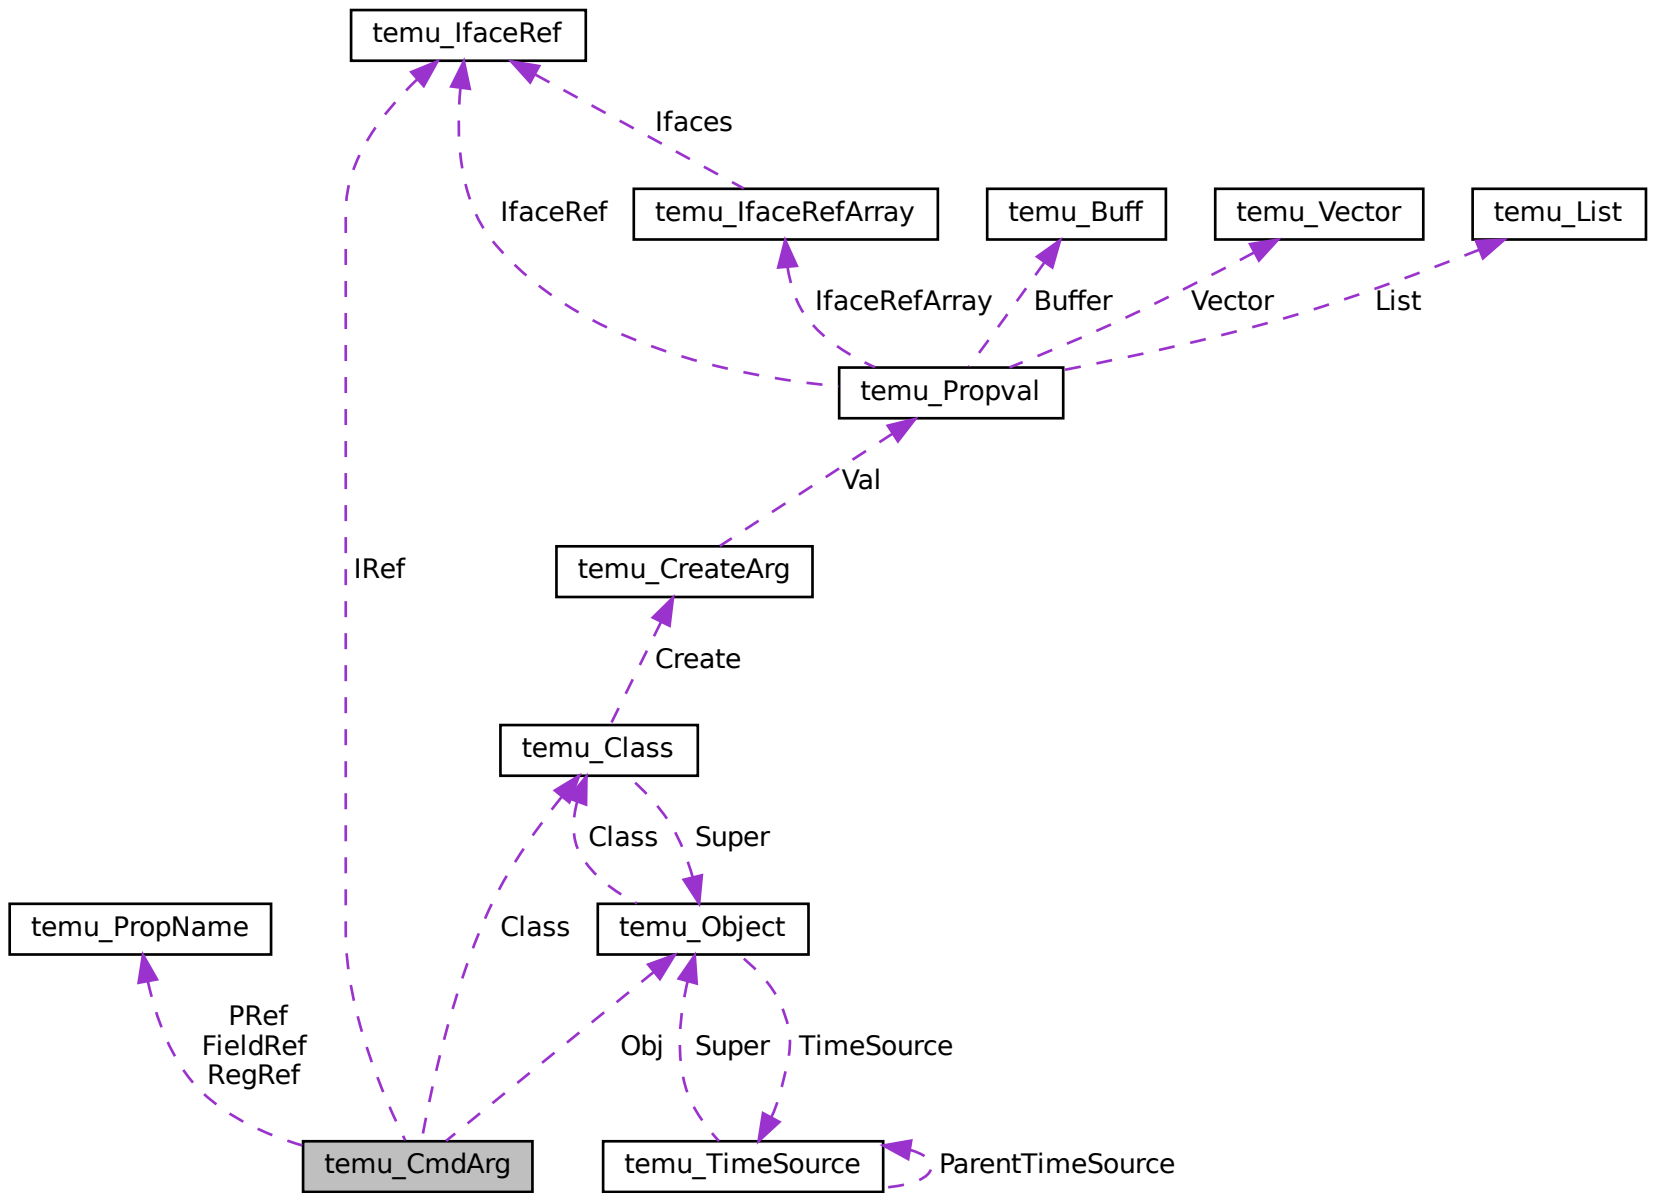 temu_IfaceRef
Ifaces
IfaceRef
temu_IfaceRefArray
temu_Buff
temu_Vector
temu_List
IfaceRefArray
Buffer
Vector
List
temu_Propval
Val
IRef
temu_CreateArg
Create
temu_Class
Class
Super
temu_PropName
Class
temu_Object
PRef
FieldRef
RegRef
Obj
Super
TimeSource
temu_CmdArg
temu_TimeSource
ParentTimeSource